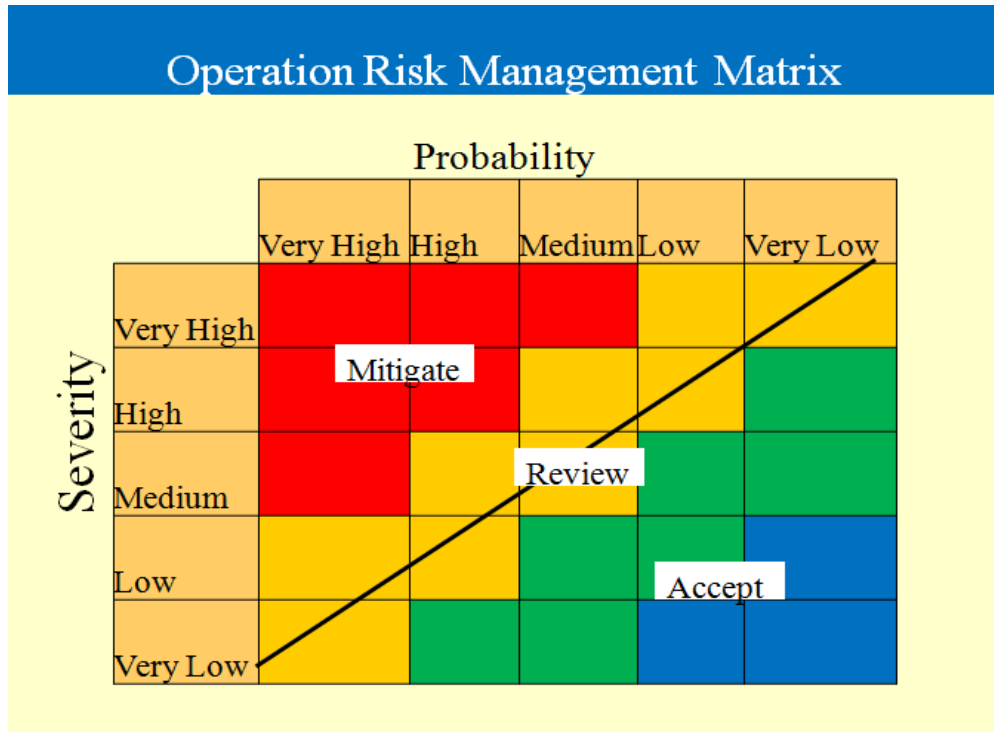 Operation Risk Management Matrix
Probability
Very High High Medium Low Very Low
Severity
Very High
Mitigate
High
Review
Medium
Low
Accept
Very Low